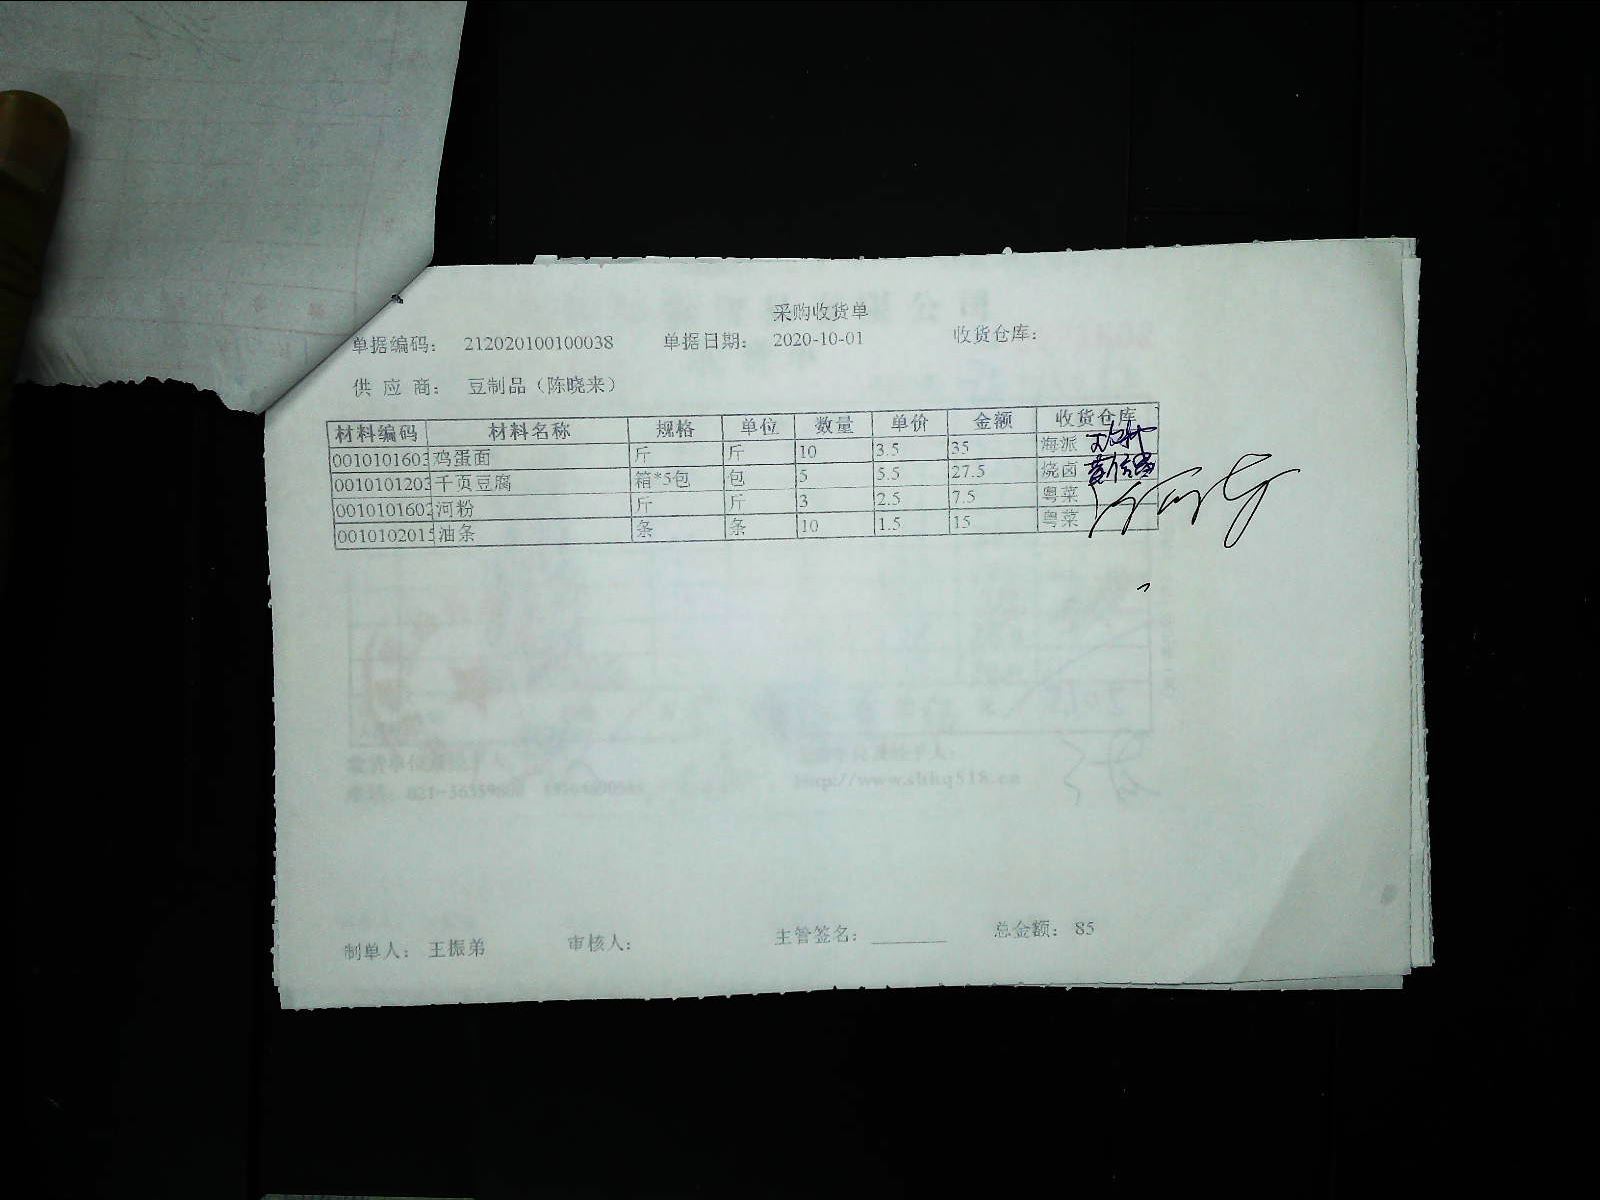 采购收货单
单据编码： 212020100100038 单据日期： 2020-10-01 收货仓库：
供 应 商： 豆制品（陈晓来）
材料编码 材料名称 规格 单位 数量 单价 金额 收货仓库
0010101603 鸡蛋面 斤 斤 10 3.5 35 海派
0010101203 千页豆腐 箱*5包 包 5 5.5 27.5 烧卤
001010160 河粉 斤 斤 3 2.5 7.5 粤菜
001010201 油条 条 条 10 1.5 15 粤菜
http://www.shhq518.cn
制单人： 王振弟 审核人： 主管签名： 总金额： 85